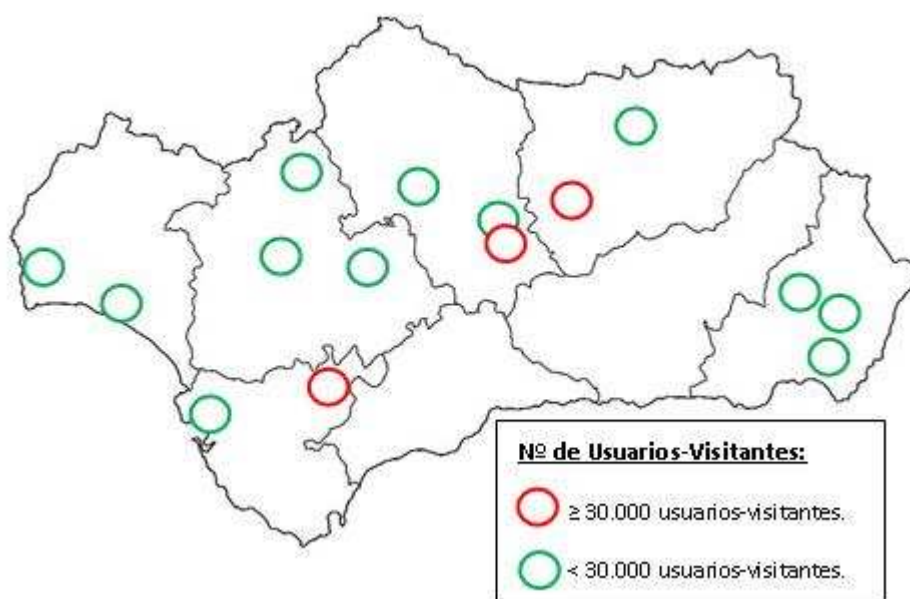 Nº de Usuarios-Visitantes:
≥ 30.000 usuarios-visitantes.
< 30.000 usuarios-visitantes.